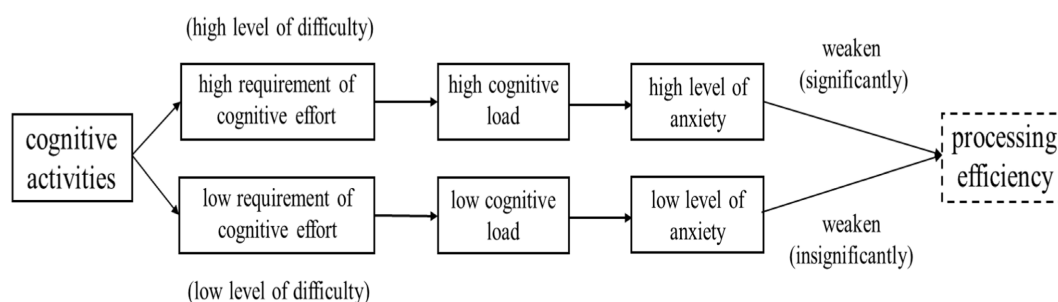 (high level of difficulty)
high requirement of
cognitive effort
high cognitive
load
high level of
anxiety
weaken
(significantly)
cognitive
activities
processing
efficiency
low requirement of
cognitive effort
low cognitive
load
low level of
anxiety
weaken
(insignificantly)
(low level of difficulty)